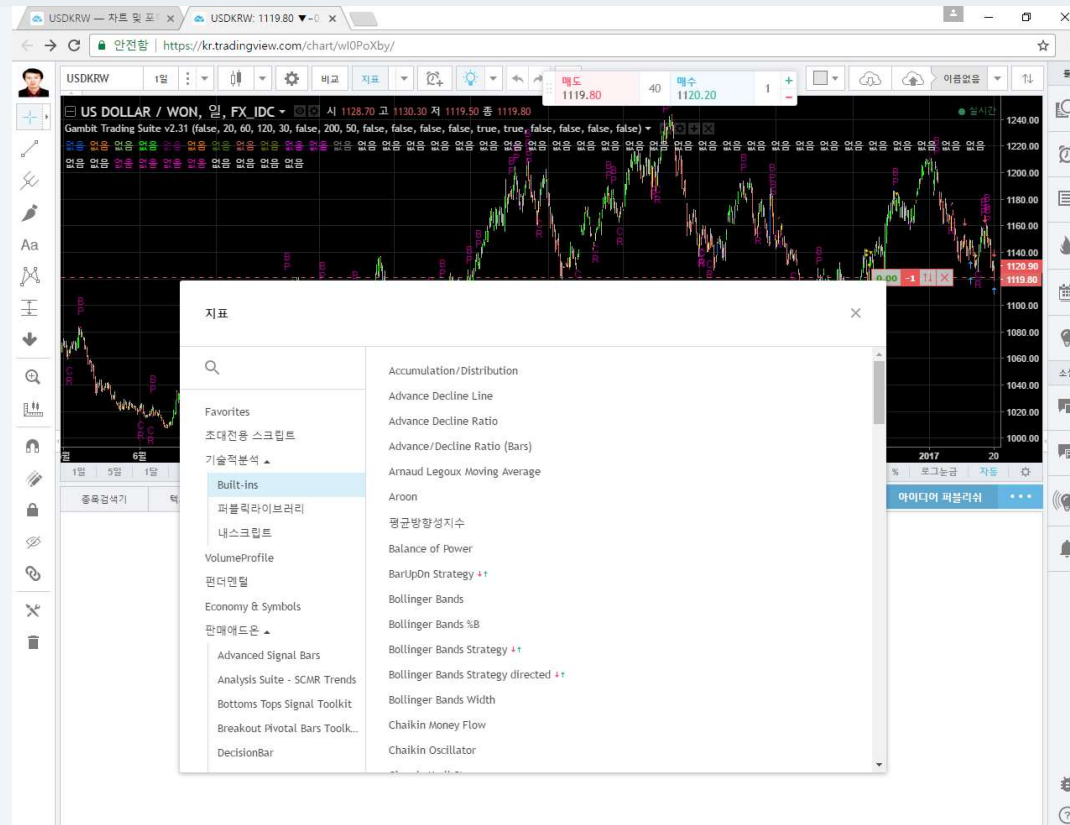 USDKRW — 차트 및 포
USDKRW: 1119.80 ▼-0
안전함 | https://kr.tradingview.com/chart/wI0PoXby/
USDKRW 1일 비교 지표 이름없음
매도 1119.80 40 매수 1120.20 1 + −
US DOLLAR / WON, 일, FX_IDC 시 1128.70 고 1130.30 저 1119.50 종 1119.80 실시간
Gambit Trading Suite v2.31 (false, 20, 60, 120, 30, false, 200, 50, false, false, false, false, true, true, false, false, false, false)
1240.00
1220.00
1200.00
1180.00
1160.00
1140.00
1120.90
1119.80
0.00 -1
1100.00
1080.00
1060.00
1040.00
1020.00
1000.00
6월 2017 20
1일 5일 1달 % 로그눈금 자동
종목검색기 아이디어 퍼블리쉬
Aa
지표
Favorites
초대전용 스크립트
기술적분석
Built-ins
퍼블릭라이브러리
내스크립트
VolumeProfile
펀더멘털
Economy & Symbols
판매애드온
Advanced Signal Bars
Analysis Suite - SCMR Trends
Bottoms Tops Signal Toolkit
Breakout Pivotal Bars Toolk...
DecisionBar
Accumulation/Distribution
Advance Decline Line
Advance Decline Ratio
Advance/Decline Ratio (Bars)
Arnaud Legoux Moving Average
Aroon
평균방향성지수
Balance of Power
BarUpDn Strategy
Bollinger Bands
Bollinger Bands %B
Bollinger Bands Strategy
Bollinger Bands Strategy directed
Bollinger Bands Width
Chaikin Money Flow
Chaikin Oscillator